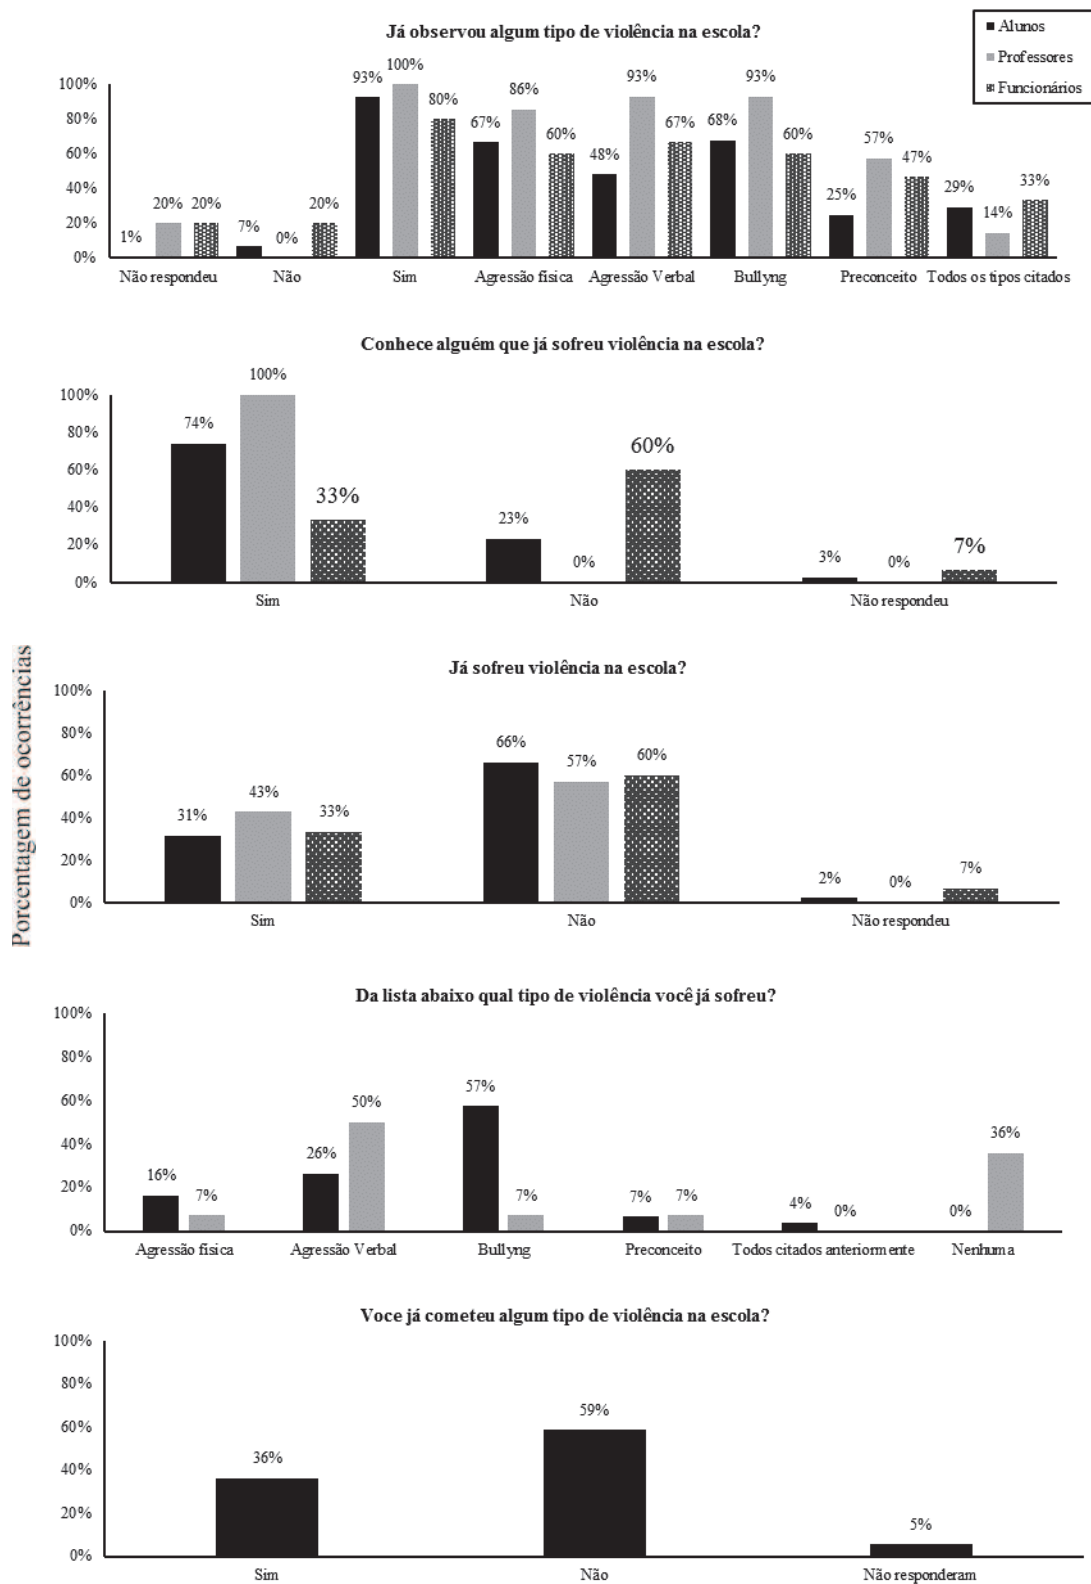 Já observou algum tipo de violência na escola?
Alunos
Professores
Funcionários
100%
80%
60%
40%
20%
0%
1% 20% 20% 7% 0% 20% 93% 100% 80% 67% 86% 60% 48% 93% 67% 68% 93% 60% 25% 57% 47% 29% 14% 33%
Não respondeu Não Sim Agressão física Agressão Verbal Bullyng Preconceito Todos os tipos citados
Conhece alguém que já sofreu violência na escola?
100%
80%
60%
40%
20%
0%
74% 100% 33% 23% 0% 60% 3% 0% 7%
Sim Não Não respondeu
Porcentagem de ocorrências
Já sofreu violência na escola?
100%
80%
60%
40%
20%
0%
31% 43% 33% 66% 57% 60% 2% 0% 7%
Sim Não Não respondeu
Da lista abaixo qual tipo de violência você já sofreu?
100%
80%
60%
40%
20%
0%
16% 7% 26% 50% 57% 7% 7% 7% 4% 0% 0% 36%
Agressão física Agressão Verbal Bullyng Preconceito Todos citados anteriormente Nenhuma
Voce já cometeu algum tipo de violência na escola?
100%
80%
60%
40%
20%
0%
36% 59% 5%
Sim Não Não responderam